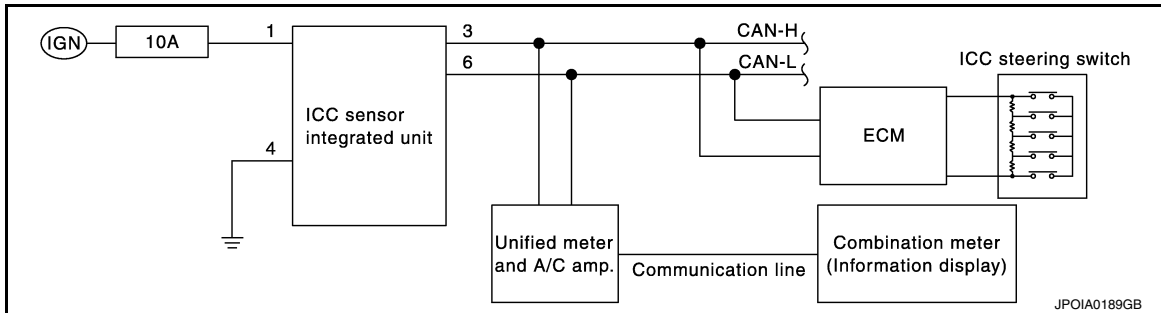 IGN
10A
1
3
CAN-H
6
CAN-L
ICC steering switch
ICC sensor
integrated unit
ECM
4
Unified meter
and A/C amp.
Communication line
Combination meter
(Information display)
JPOIA0189GB